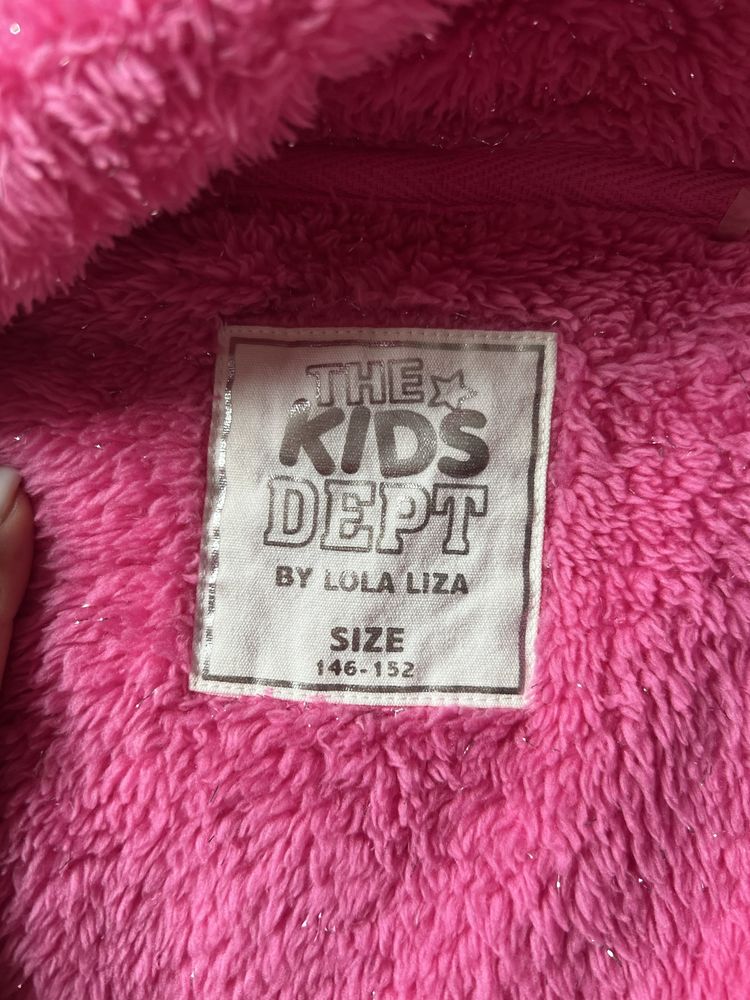 THE
KIDS
DEPT
BY LOLA LIZA
SIZE
146-152